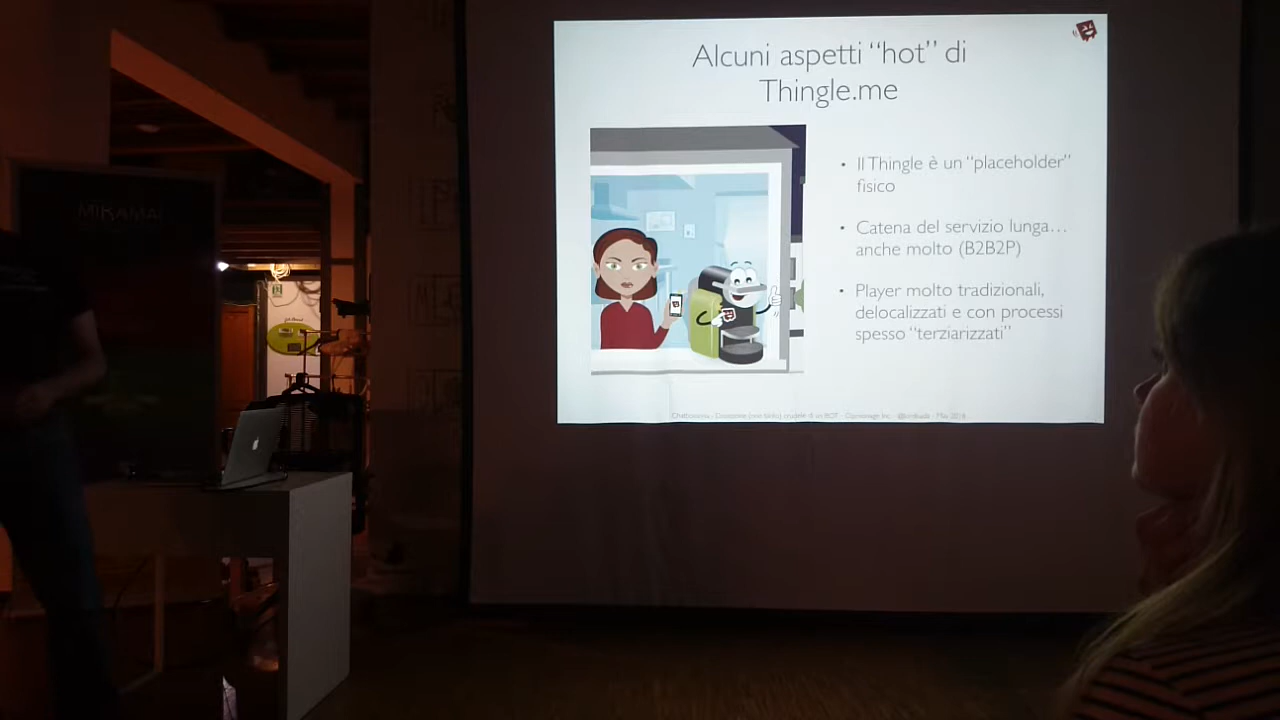 Alcuni aspetti “hot” di
Thingle.me
• Il Thingle è un “placeholder”
fisico
• Catena del servizio lunga…
anche molto (B2B2P)
• Player molto tradizionali,
delocalizzati e con processi
spesso “terziarizzati”
MIRAMA